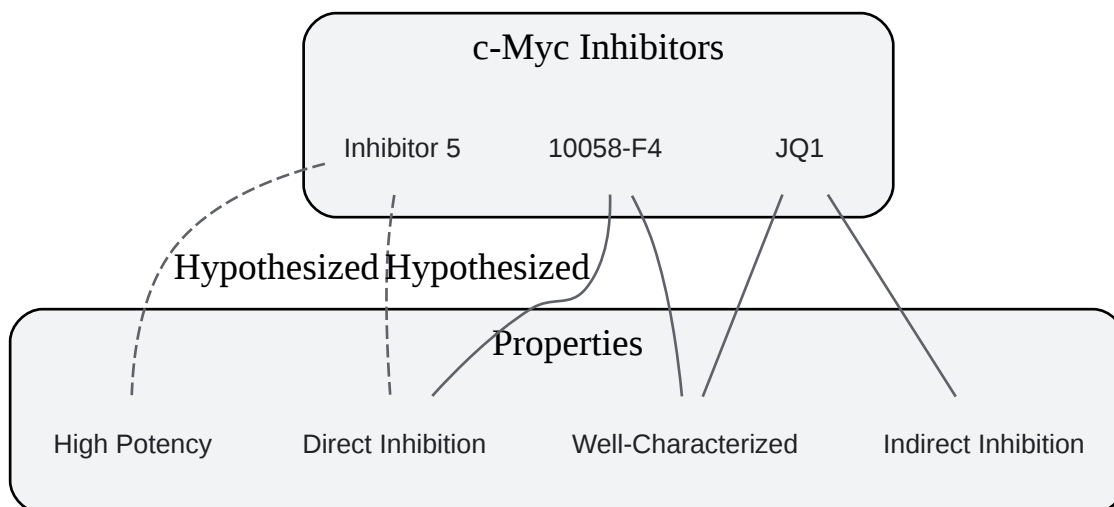 c-Myc Inhibitors
Inhibitor 5 10058-F4 JQ1
Hypothesized Hypothesized
Properties
High Potency Direct Inhibition Well-Characterized Indirect Inhibition